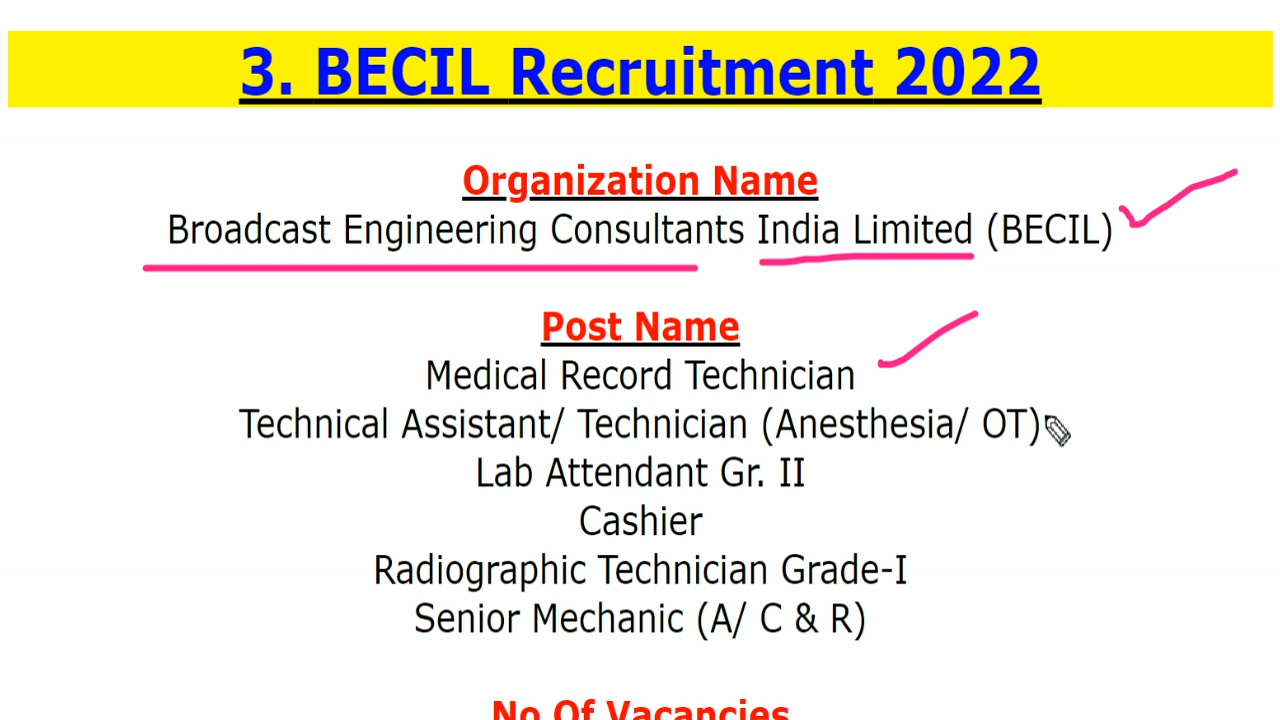 3. BECIL Recruitment 2022
Organization Name
Broadcast Engineering Consultants India Limited (BECIL)
Post Name
Medical Record Technician
Technical Assistant/ Technician (Anesthesia/ OT)
Lab Attendant Gr. II
Cashier
Radiographic Technician Grade-I
Senior Mechanic (A/ C & R)
No Of Vacancies